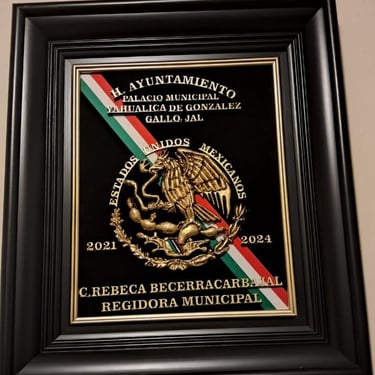 H. AYUNTAMIENTO
PALACIO MUNICIPAL
YAHUALICA DE GONZALEZ
GALLO, JAL
ESTADOS UNIDOS MEXICANOS
2021 2024
C.REBECA BECERRACARBAJAL
REGIDORA MUNICIPAL